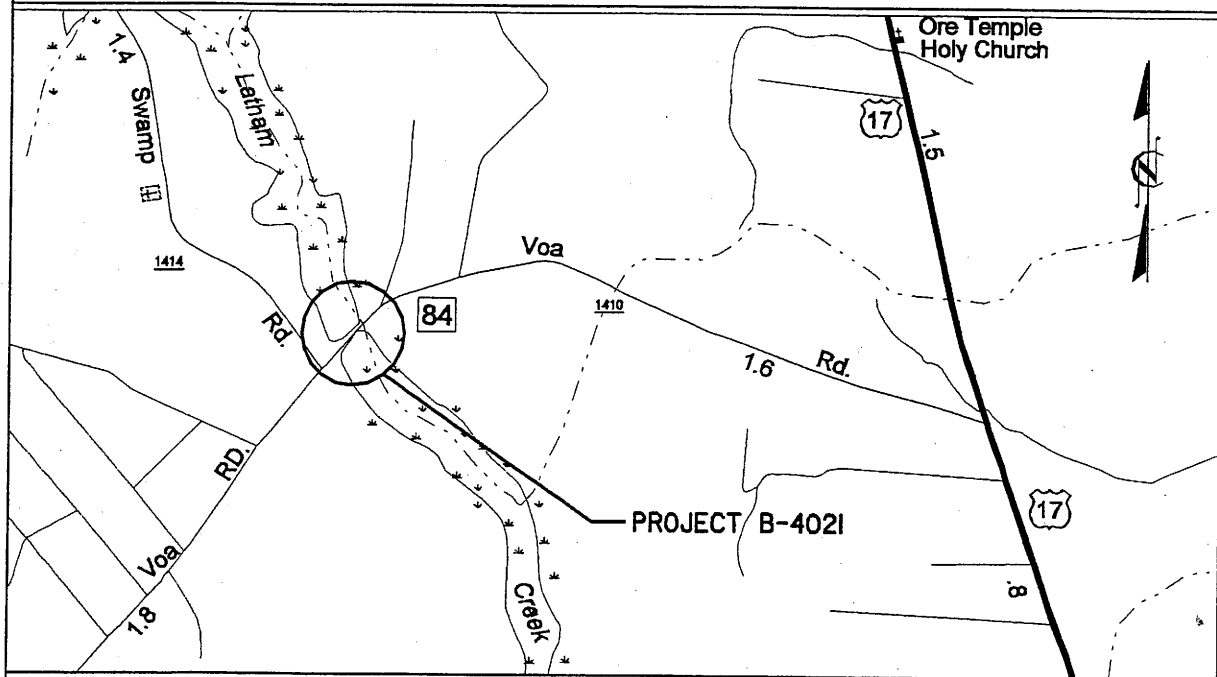 Ore Temple
Holy Church
17
1.5
N
1.4
Swamp
Rd.
Latham
Creek
1414
Voa
Rd.
1410
1.6
84
PROJECT B-4021
RD.
Voa
1.8
17
.8